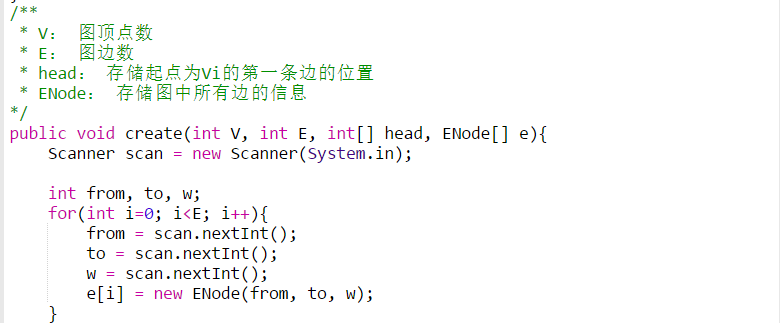 /**
 * V： 图顶点数
 * E： 图边数
 * head： 存储起点为Vi的第一条边的位置
 * ENode： 存储图中所有边的信息
*/
public void create(int V, int E, int[] head, ENode[] e){
    Scanner scan = new Scanner(System.in);
    int from, to, w;
    for(int i=0; i<E; i++){
        from = scan.nextInt();
        to = scan.nextInt();
        w = scan.nextInt();
        e[i] = new ENode(from, to, w);
    }